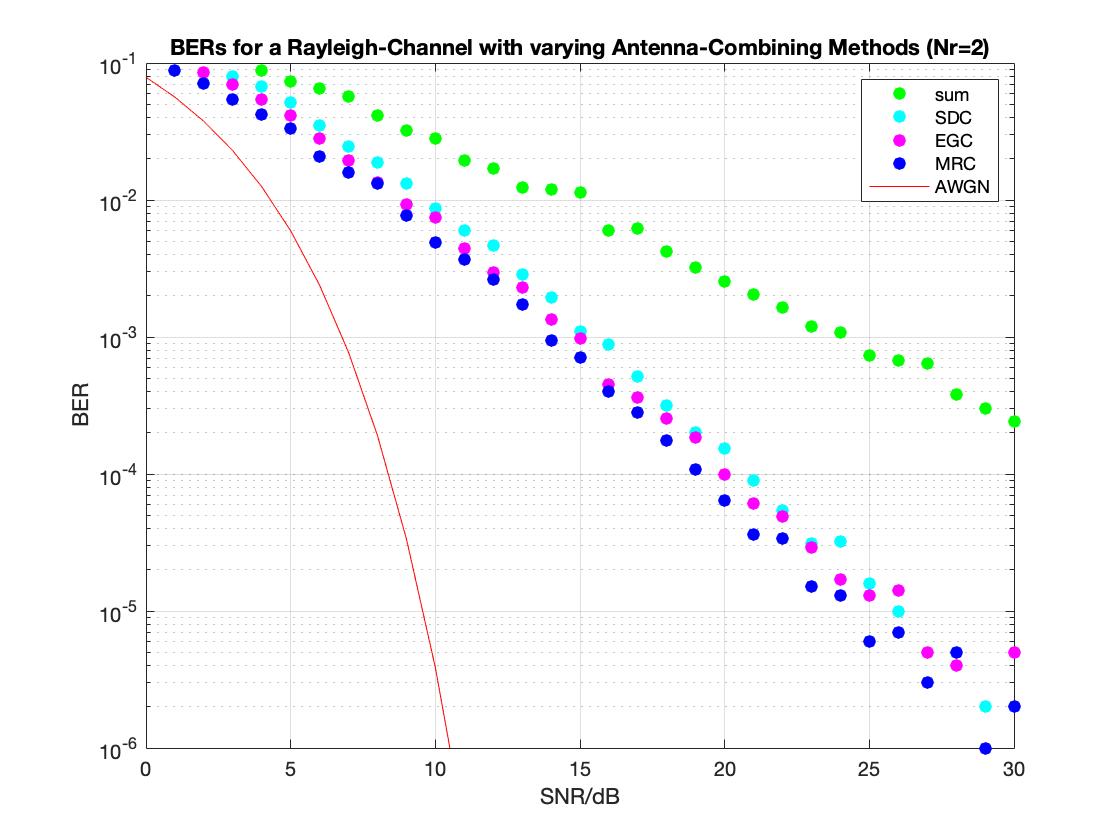 BERs for a Rayleigh-Channel with varying Antenna-Combining Methods (Nr=2)
10^-1
sum
SDC
EGC
MRC
AWGN
10^-2
10^-3
BER
10^-4
10^-5
10^-6
0 5 10 15 20 25 30
SNR/dB